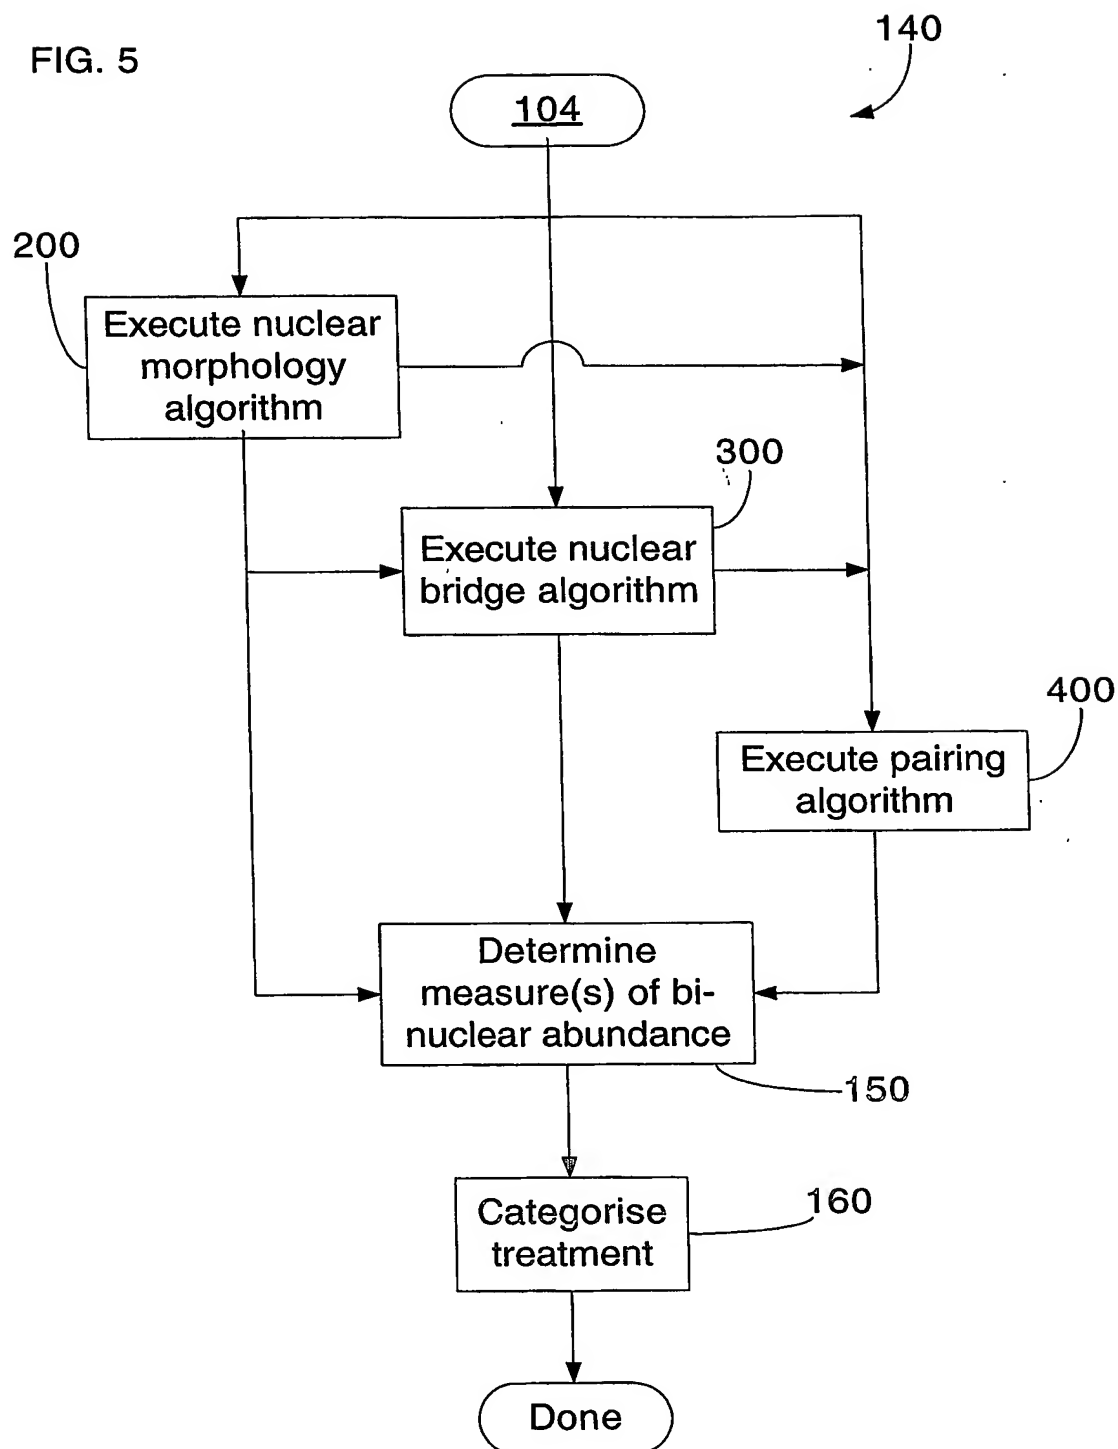 FIG. 5
140
104
200
Execute nuclear
morphology
algorithm
300
Execute nuclear
bridge algorithm
400
Execute pairing
algorithm
Determine
measure(s) of bi-
nuclear abundance
150
Categorise
treatment
160
Done